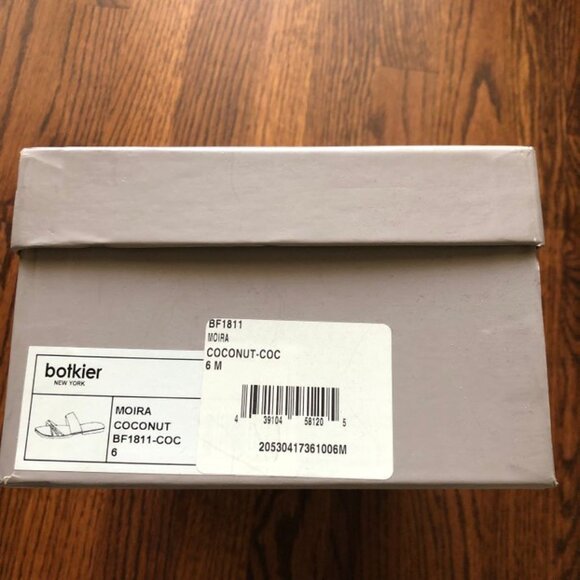 botkier
NEW YORK
MOIRA
COCONUT
BF1811-COC
6
BF1811
MOIRA
COCONUT-COC
6 M
4 39104 58120 5
20530417361006M